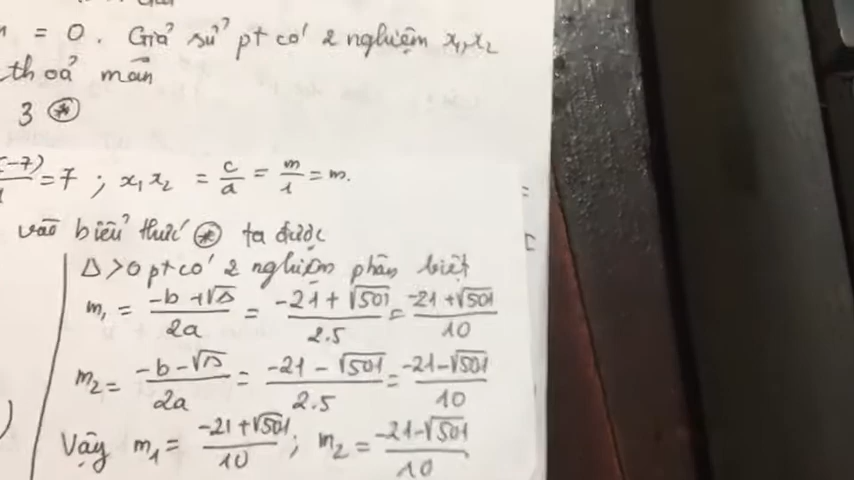 = 0. Giả sử pt có 2 nghiệm x₁, x₂
thoả mãn
3 (*)
(-7)/1 = 7 ; x₁x₂ = c/a = m/1 = m.
vào biểu thức (*) ta được
Δ > 0 pt có 2 nghiệm phân biệt
m₁ = (-b + √Δ)/2a = (-21 + √501)/2.5 = (-21 + √501)/10
m₂ = (-b - √Δ)/2a = (-21 - √501)/2.5 = (-21 - √501)/10
Vậy m₁ = (-21 + √501)/10 ; m₂ = (-21 - √501)/10